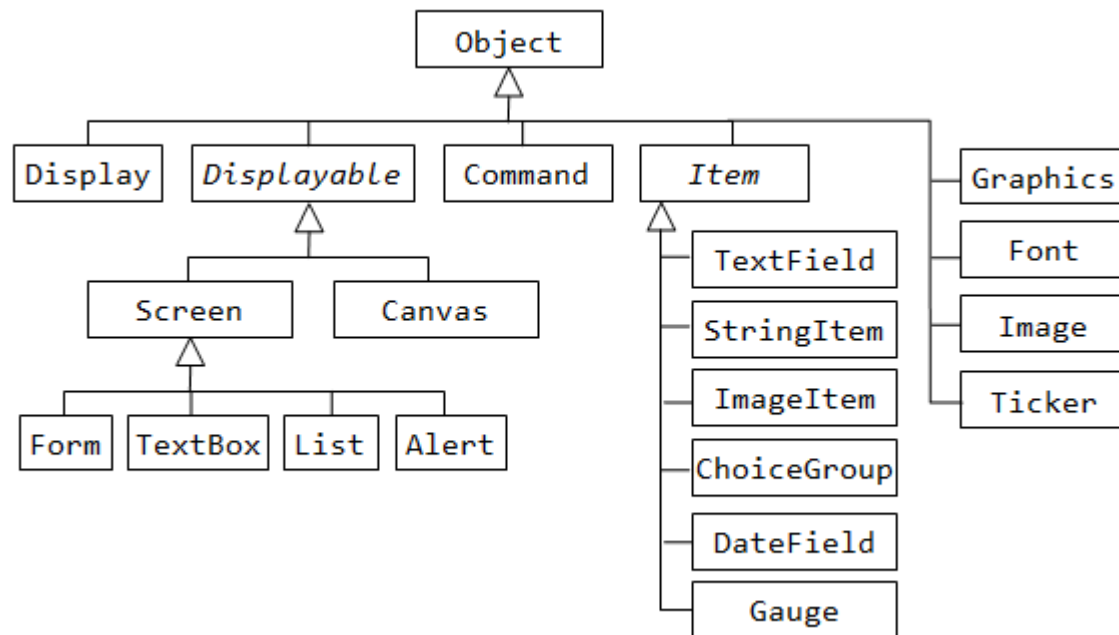 Object
Display
Displayable
Command
Item
Graphics
Font
Image
Ticker
Screen
Canvas
Form
TextBox
List
Alert
TextField
StringItem
ImageItem
ChoiceGroup
DateField
Gauge